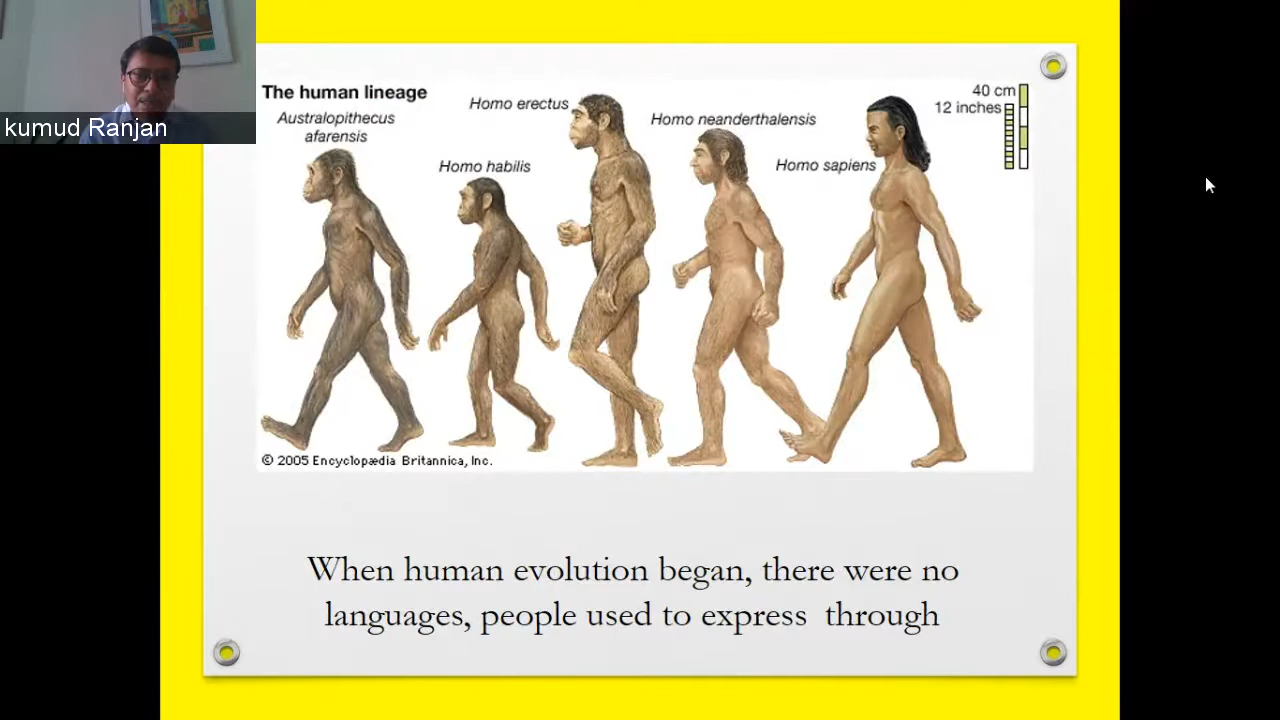 kumud Ranjan
The human lineage
Australopithecus
afarensis
Homo habilis
Homo erectus
Homo neanderthalensis
Homo sapiens
40 cm
12 inches
© 2005 Encyclopædia Britannica, Inc.
When human evolution began, there were no
languages, people used to express through